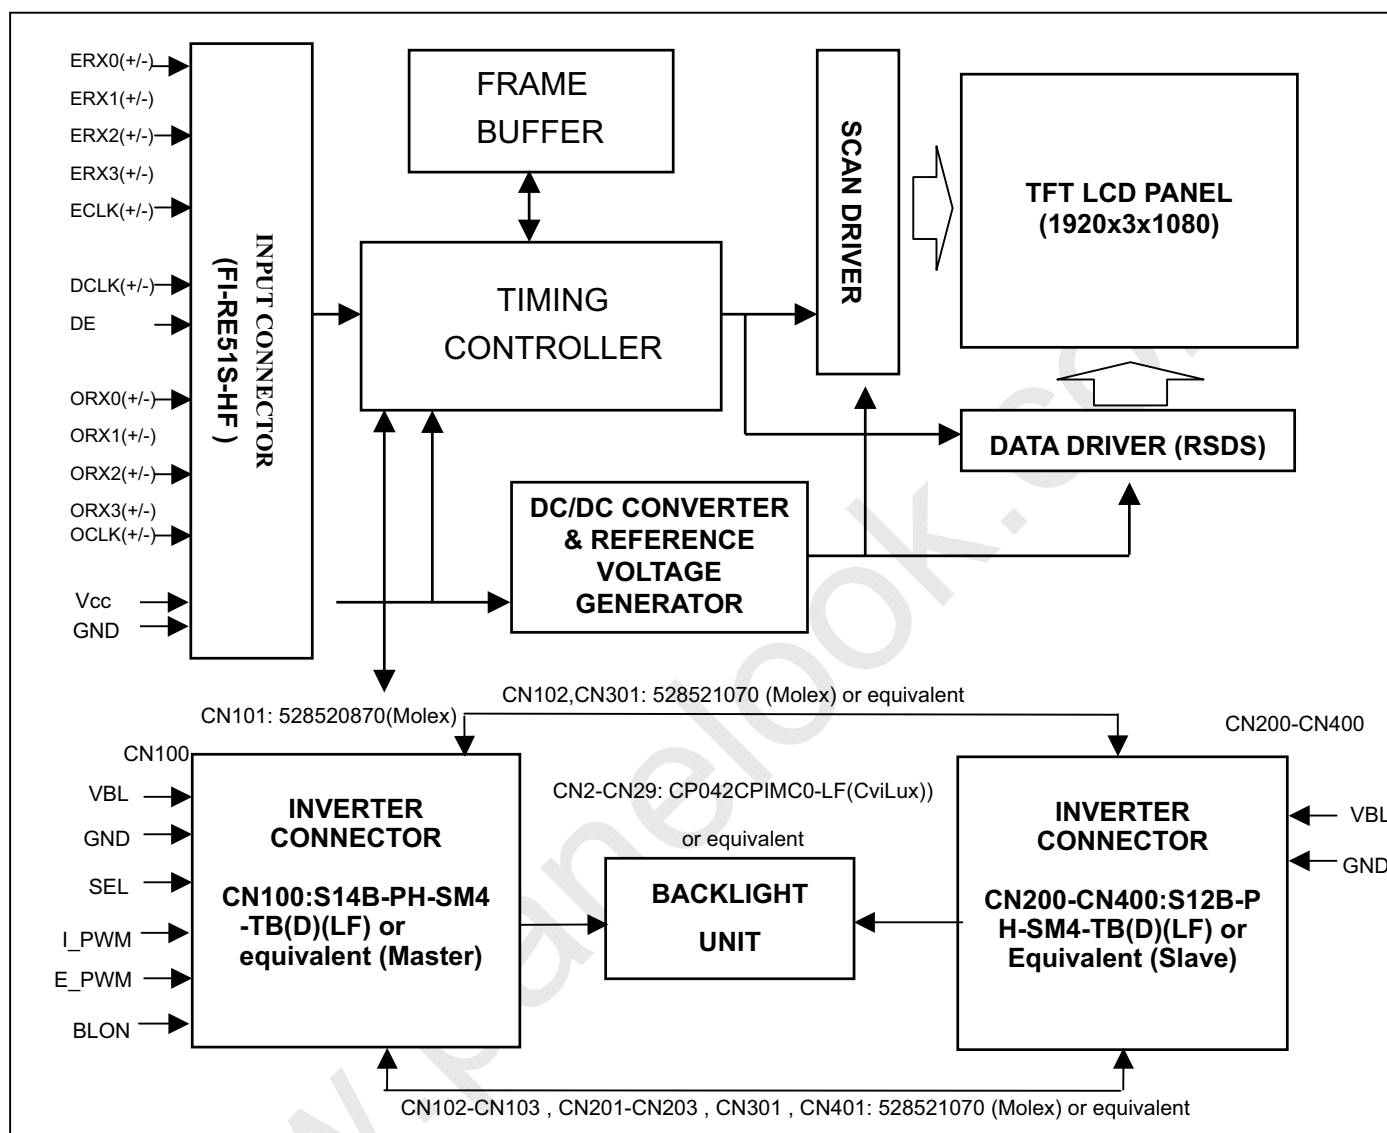 ERX0(+/-)
ERX1(+/-)
ERX2(+/-)
ERX3(+/-)
ECLK(+/-)
DCLK(+/-)
DE
ORX0(+/-)
ORX1(+/-)
ORX2(+/-)
ORX3(+/-)
OCLK(+/-)
Vcc
GND
INPUT CONNECTOR
(FI-RE51S-HF )
FRAME
BUFFER
TIMING
CONTROLLER
SCAN DRIVER
TFT LCD PANEL
(1920x3x1080)
DATA DRIVER (RSDS)
DC/DC CONVERTER
& REFERENCE
VOLTAGE
GENERATOR
CN102,CN301: 528521070 (Molex) or equivalent
CN101: 528520870(Molex)
CN200-CN400
CN100
VBL
GND
SEL
I_PWM
E_PWM
BLON
INVERTER
CONNECTOR
CN100:S14B-PH-SM4
-TB(D)(LF) or
equivalent (Master)
CN2-CN29: CP042CPIMC0-LF(CviLux))
or equivalent
BACKLIGHT
UNIT
INVERTER
CONNECTOR
CN200-CN400:S12B-P
H-SM4-TB(D)(LF) or
Equivalent (Slave)
VBL
GND
CN102-CN103 , CN201-CN203 , CN301 , CN401: 528521070 (Molex) or equivalent